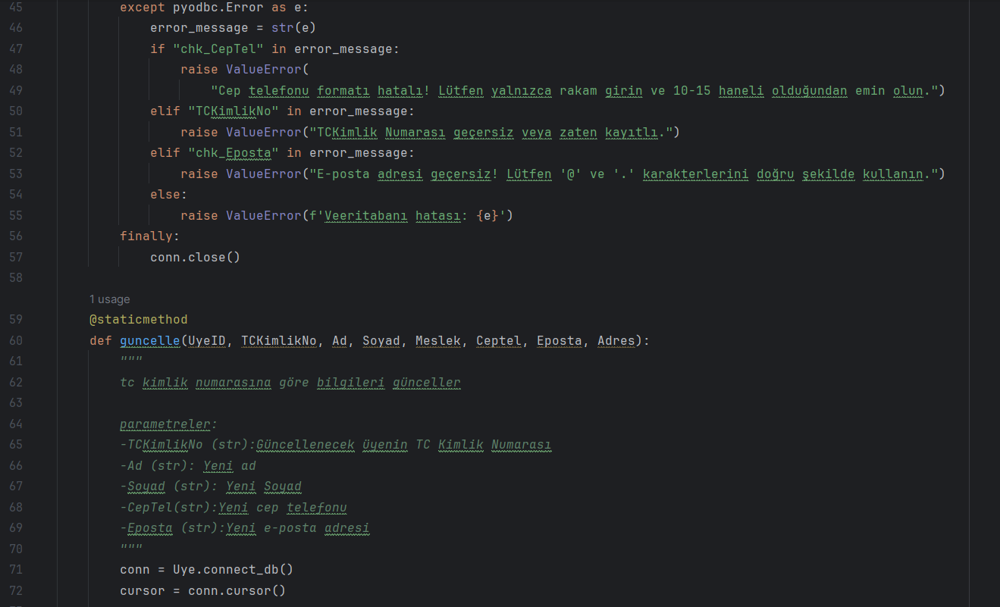 45 except pyodbc.Error as e:
46 error_message = str(e)
47 if "chk_CepTel" in error_message:
48 raise ValueError(
49 "Cep telefonu formatı hatalı! Lütfen yalnızca rakam girin ve 10-15 haneli olduğundan emin olun.")
50 elif "TCKimlikNo" in error_message:
51 raise ValueError("TCKimlik Numarası geçersiz veya zaten kayıtlı.")
52 elif "chk_Eposta" in error_message:
53 raise ValueError("E-posta adresi geçersiz! Lütfen '@' ve '.' karakterlerini doğru şekilde kullanın.")
54 else:
55 raise ValueError(f'Veeritabanı hatası: {e}')
56 finally:
57 conn.close()
58
1 usage
59 @staticmethod
60 def guncelle(UyeID, TCKimlikNo, Ad, Soyad, Meslek, Ceptel, Eposta, Adres):
61 """
62 tc kimlik numarasına göre bilgileri günceller
63
64 parametreler:
65 -TCKimlikNo (str):Güncellenecek üyenin TC Kimlik Numarası
66 -Ad (str): Yeni ad
67 -Soyad (str): Yeni Soyad
68 -CepTel(str):Yeni cep telefonu
69 -Eposta (str):Yeni e-posta adresi
70 """
71 conn = Uye.connect_db()
72 cursor = conn.cursor()